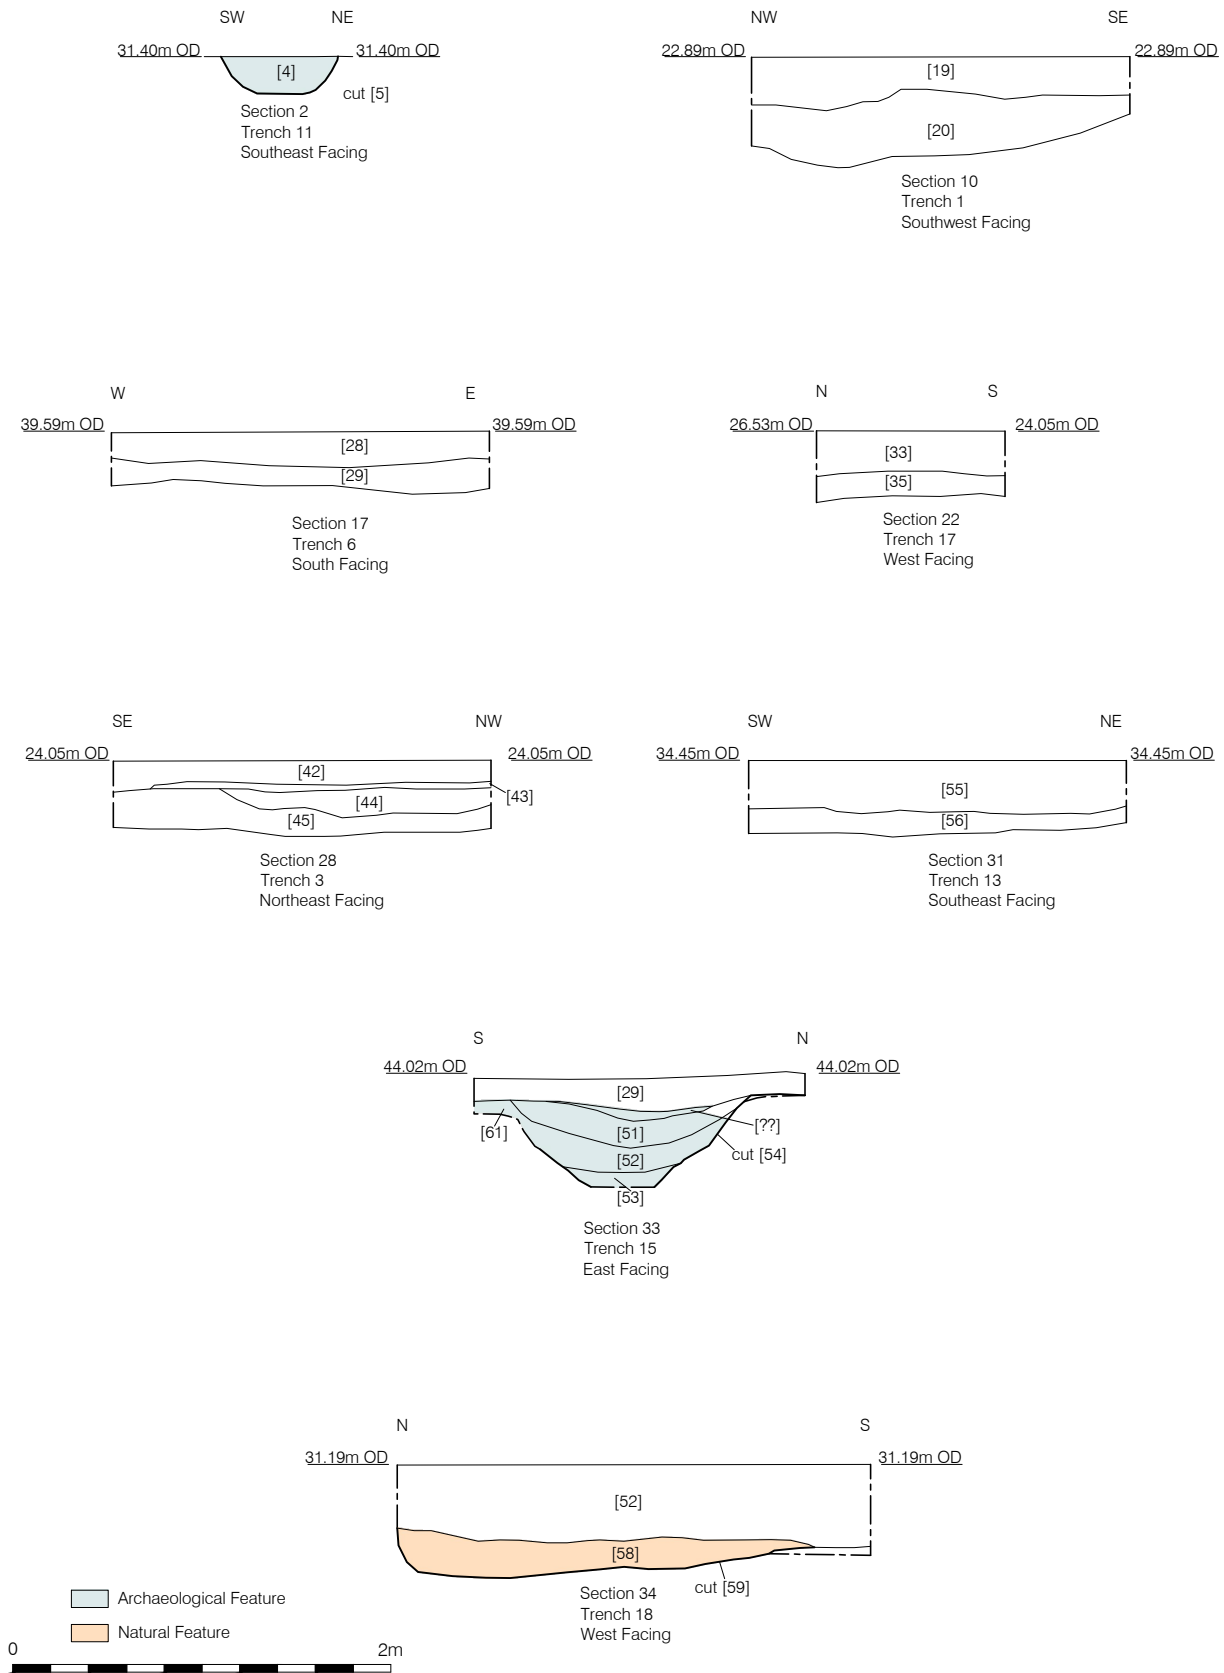 SW NE
31.40m OD 31.40m OD
[4]
cut [5]
Section 2
Trench 11
Southeast Facing
NW SE
22.89m OD 22.89m OD
[19]
[20]
Section 10
Trench 1
Southwest Facing
W E
39.59m OD 39.59m OD
[28]
[29]
Section 17
Trench 6
South Facing
N S
26.53m OD 24.05m OD
[33]
[35]
Section 22
Trench 17
West Facing
SE NW
24.05m OD 24.05m OD
[42]
[43]
[44]
[45]
Section 28
Trench 3
Northeast Facing
SW NE
34.45m OD 34.45m OD
[55]
[56]
Section 31
Trench 13
Southeast Facing
S N
44.02m OD 44.02m OD
[29]
[??]
[61] [51]
cut [54]
[52]
[53]
Section 33
Trench 15
East Facing
N S
31.19m OD 31.19m OD
[52]
[58]
cut [59]
Section 34
Trench 18
West Facing
Archaeological Feature
Natural Feature
0 2m